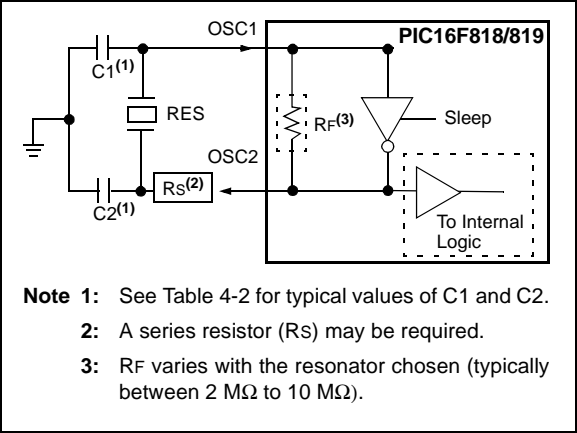 OSC1
PIC16F818/819
C1(1)
RES
RF(3)
Sleep
OSC2
RS(2)
C2(1)
To Internal
Logic
Note 1: See Table 4-2 for typical values of C1 and C2.
2: A series resistor (RS) may be required.
3: RF varies with the resonator chosen (typically
between 2 MΩ to 10 MΩ).